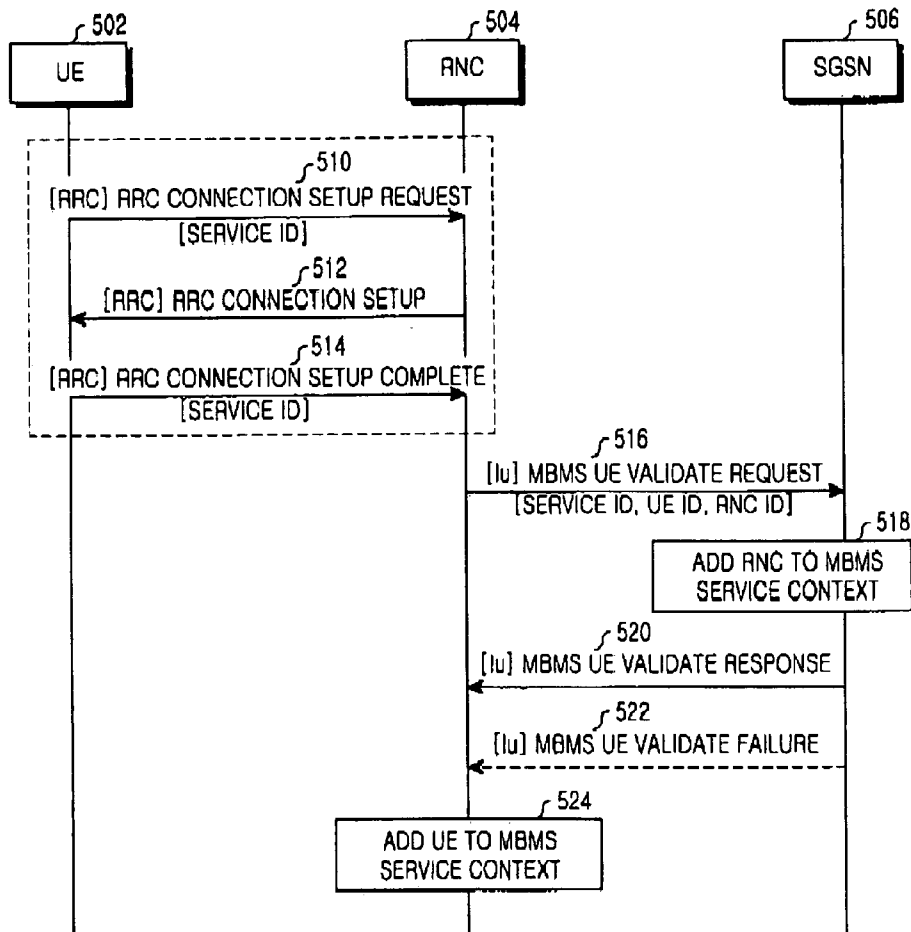 502
504
506
UE
RNC
SGSN
510
[RRC] RRC CONNECTION SETUP REQUEST
[SERVICE ID]
512
[RRC] RRC CONNECTION SETUP
514
[RRC] RRC CONNECTION SETUP COMPLETE
[SERVICE ID]
516
[Iu] MBMS UE VALIDATE REQUEST
[SERVICE ID, UE ID, RNC ID]
518
ADD RNC TO MBMS
SERVICE CONTEXT
520
[Iu] MBMS UE VALIDATE RESPONSE
522
[Iu] MBMS UE VALIDATE FAILURE
524
ADD UE TO MBMS
SERVICE CONTEXT